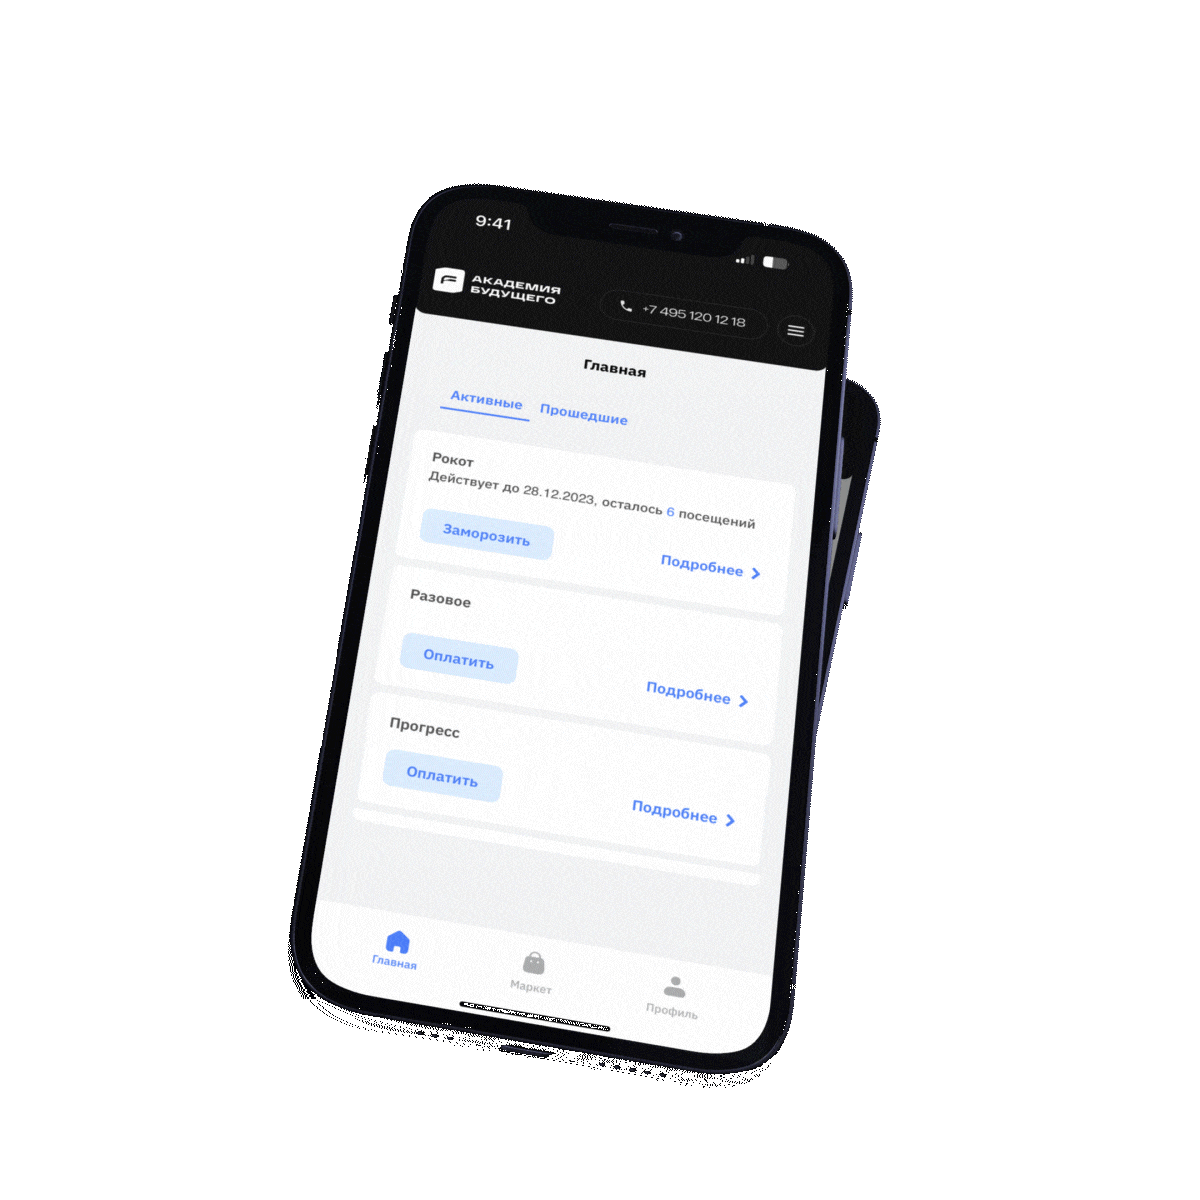 9:41
АКАДЕМИЯ
БУДУЩЕГО
+7 495 120 12 18
Главная
Активные Прошедшие
Рокот
Действует до 28.12.2023, осталось 6 посещений
Заморозить
Подробнее
Разовое
Оплатить
Подробнее
Прогресс
Оплатить
Подробнее
Главная
Маркет
Профиль